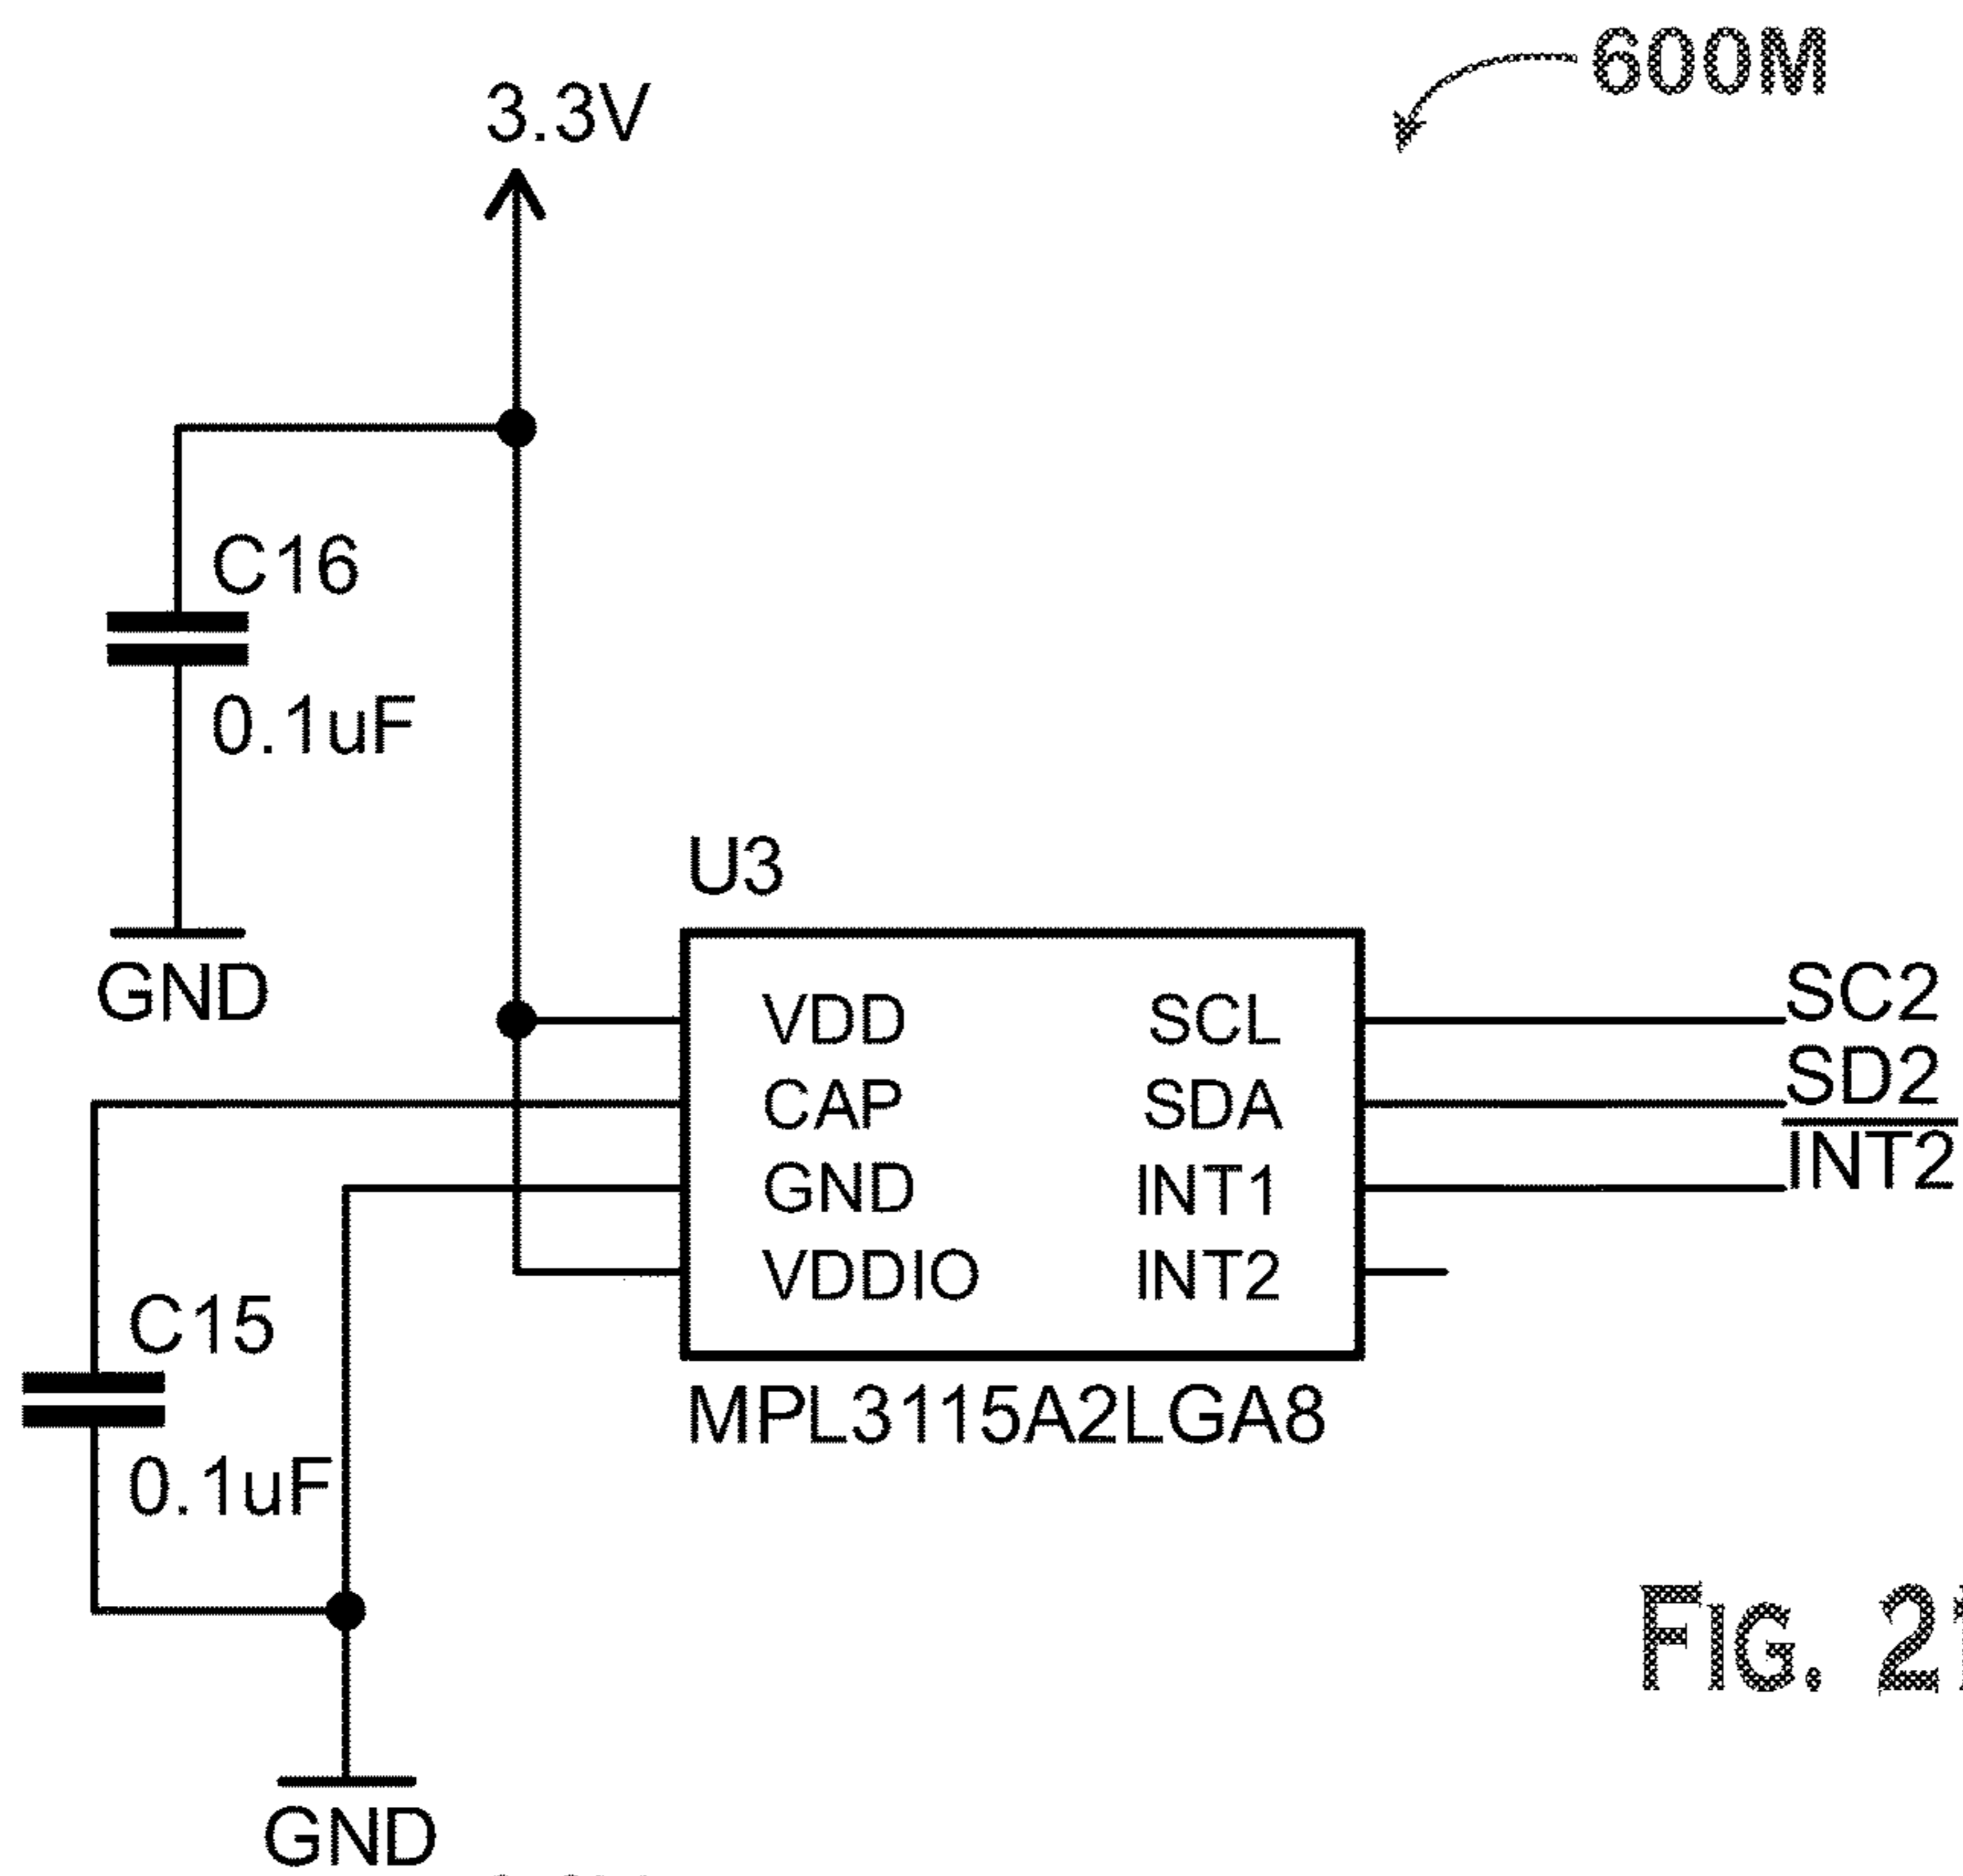 600M
3.3V
C16
0.1uF
GND
U3
VDD SCL
CAP SDA
GND INT1
VDDIO INT2
SC2
SD2
INT2
MPL3115A2LGA8
C15
0.1uF
GND
FIG.